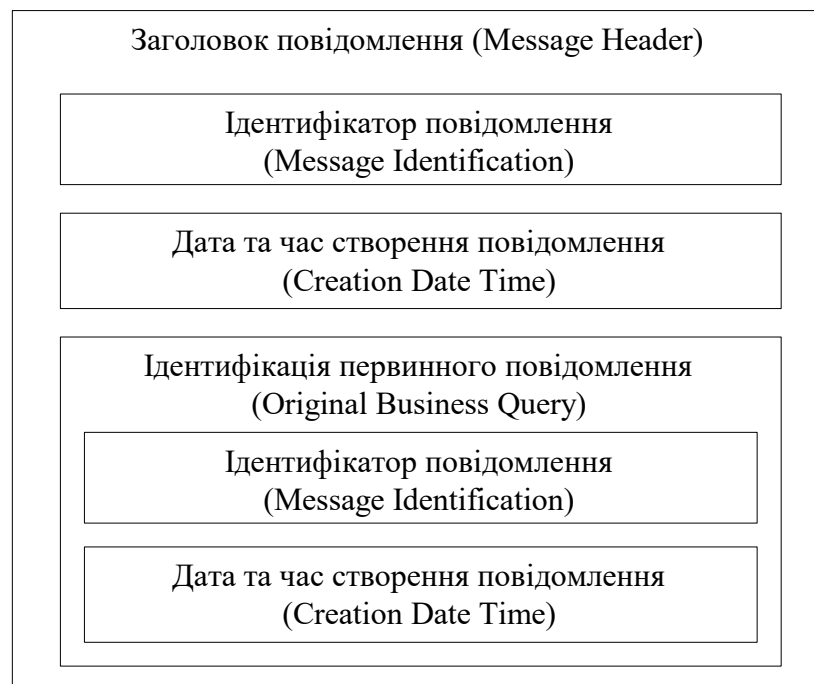 Заголовок повідомлення (Message Header)
Ідентифікатор повідомлення
(Message Identification)
Дата та час створення повідомлення
(Creation Date Time)
Ідентифікація первинного повідомлення
(Original Business Query)
Ідентифікатор повідомлення
(Message Identification)
Дата та час створення повідомлення
(Creation Date Time)